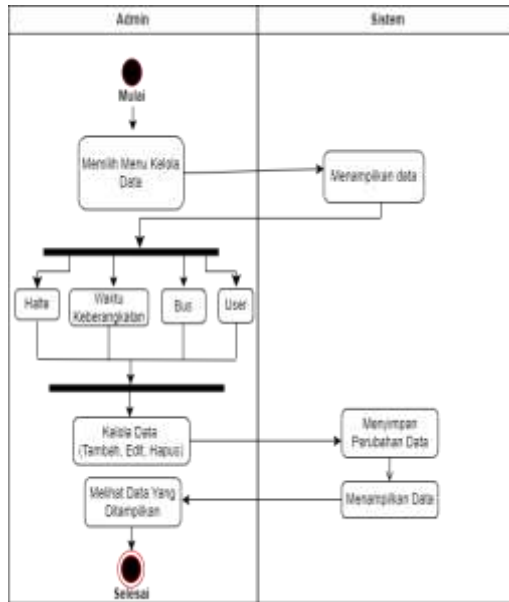 Admin
Sistem
Mulai
Memilih Menu Kelola
Data
Menampilkan data
Halte
Waktu
Keberangkatan
Bus
User
Kelola Data
(Tambah, Edit, Hapus)
Menyimpan
Perubahan Data
Melihat Data Yang
Ditampilkan
Menampilkan Data
Selesai